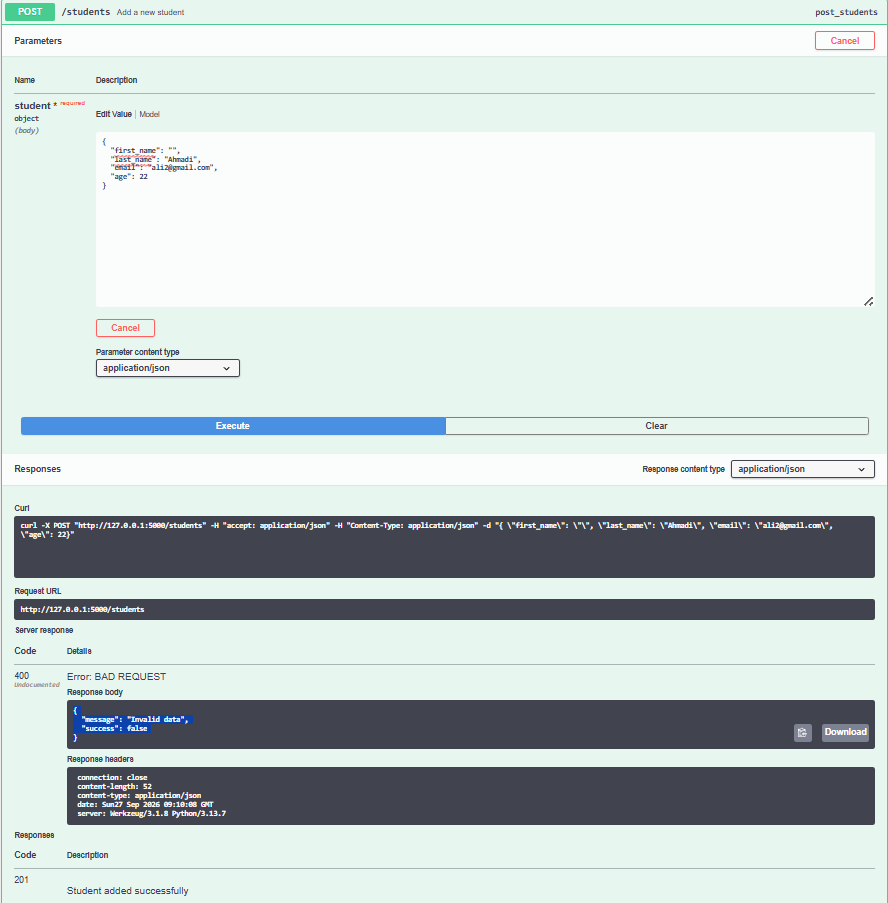 POST /students Add a new student post_students
Parameters Cancel
Name Description
student * required
object
(body)
Edit Value | Model
{
"first_name": "",
"last_name": "Ahmadi",
"email": "ali2@gmail.com",
"age": 22
}
Cancel
Parameter content type
application/json
Execute Clear
Responses Response content type application/json
Curl
curl -X POST "http://127.0.0.1:5000/students" -H "accept: application/json" -H "Content-Type: application/json" -d "{ \"first_name\": \"\", \"last_name\": \"Ahmadi\", \"email\": \"ali2@gmail.com\",
\"age\": 22}"
Request URL
http://127.0.0.1:5000/students
Server response
Code Details
400 Error: BAD REQUEST
Undocumented
Response body
{
"message": "Invalid data",
"success": false
}
Download
Response headers
connection: close
content-length: 52
content-type: application/json
date: Sun27 Sep 2026 09:10:08 GMT
server: Werkzeug/3.1.8 Python/3.13.7
Responses
Code Description
201
Student added successfully